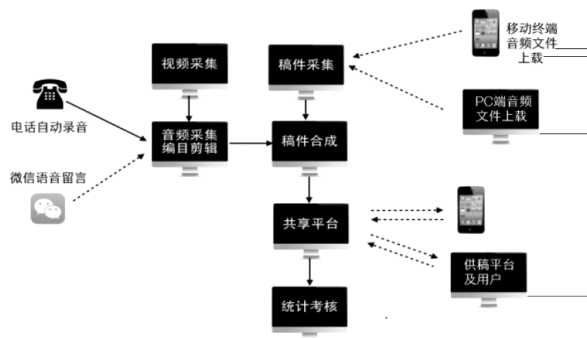 移动终端
音频文件
上载
视频采集
稿件采集
PC端音频
文件上载
电话自动录音
音频采集
编目剪辑
稿件合成
微信语音留言
共享平台
供稿平台
及用户
统计考核